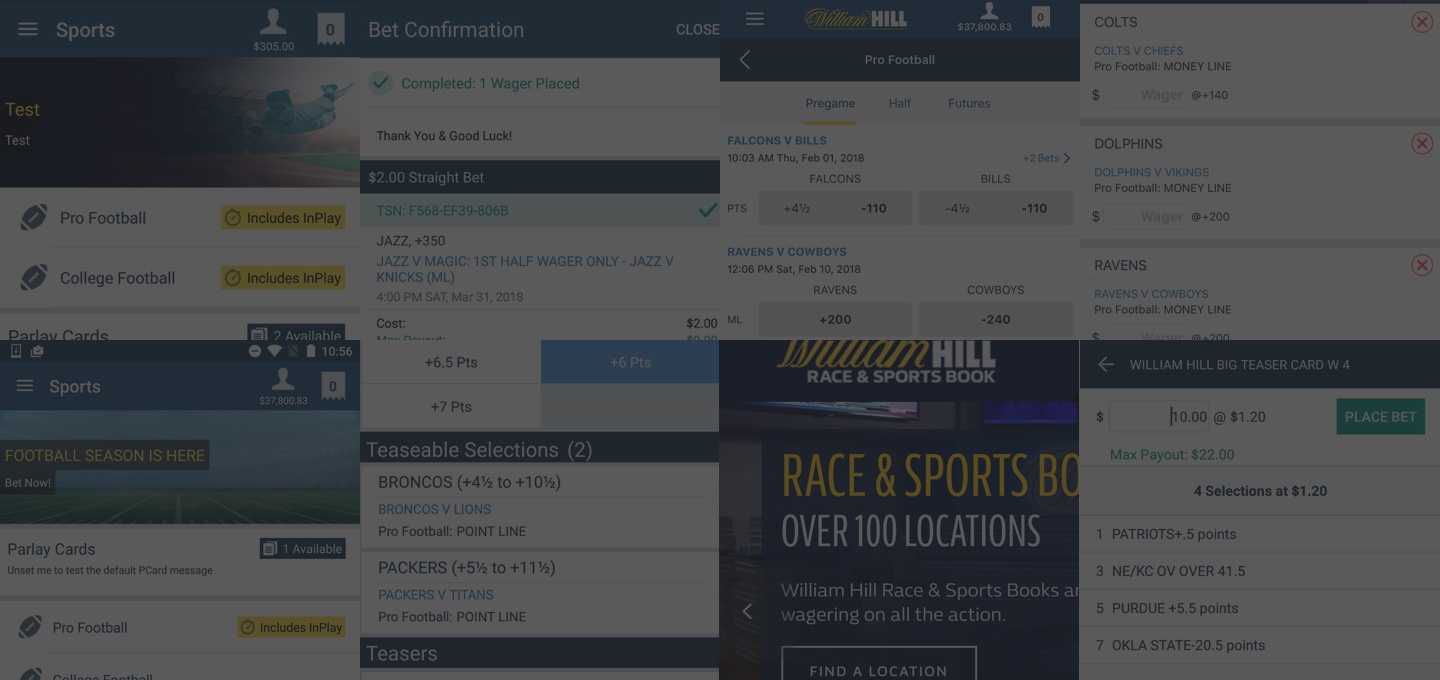 Sports
$305.00
0
Test
Test
Pro Football
Includes InPlay
College Football
Includes InPlay
Parlay Cards
2 Available
Bet Confirmation
CLOSE
Completed: 1 Wager Placed
Thank You & Good Luck!
$2.00 Straight Bet
TSN: F568-EF39-806B
JAZZ, +350
JAZZ V MAGIC: 1ST HALF WAGER ONLY - JAZZ V
KNICKS (ML)
4:00 PM SAT, Mar 31, 2018
Cost:
$2.00
Max Payout:
$9.00
William HILL
$37,800.83
0
Pro Football
Pregame
Half
Futures
FALCONS V BILLS
10:03 AM Thu, Feb 01, 2018
+2 Bets
FALCONS
BILLS
PTS
+4½
-110
-4½
-110
RAVENS V COWBOYS
12:06 PM Sat, Feb 10, 2018
RAVENS
COWBOYS
ML
+200
-240
COLTS
COLTS V CHIEFS
Pro Football: MONEY LINE
$ Wager @+140
DOLPHINS
DOLPHINS V VIKINGS
Pro Football: MONEY LINE
$ Wager @+200
RAVENS
RAVENS V COWBOYS
Pro Football: MONEY LINE
$ Wager @+200
10:56
Sports
$37,800.83
0
FOOTBALL SEASON IS HERE
Bet Now!
Parlay Cards
1 Available
Unset me to test the default PCard message
Pro Football
Includes InPlay
College Football
+6.5 Pts
+6 Pts
+7 Pts
Teaseable Selections (2)
BRONCOS (+4½ to +10½)
BRONCOS V LIONS
Pro Football: POINT LINE
PACKERS (+5½ to +11½)
PACKERS V TITANS
Pro Football: POINT LINE
Teasers
William HILL
RACE & SPORTS BOOK
RACE & SPORTS BO
OVER 100 LOCATIONS
William Hill Race & Sports Books ar
wagering on all the action.
FIND A LOCATION
WILLIAM HILL BIG TEASER CARD W 4
$ 10.00 @ $1.20
PLACE BET
Max Payout: $22.00
4 Selections at $1.20
1 PATRIOTS+.5 points
3 NE/KC OV OVER 41.5
5 PURDUE +5.5 points
7 OKLA STATE-20.5 points